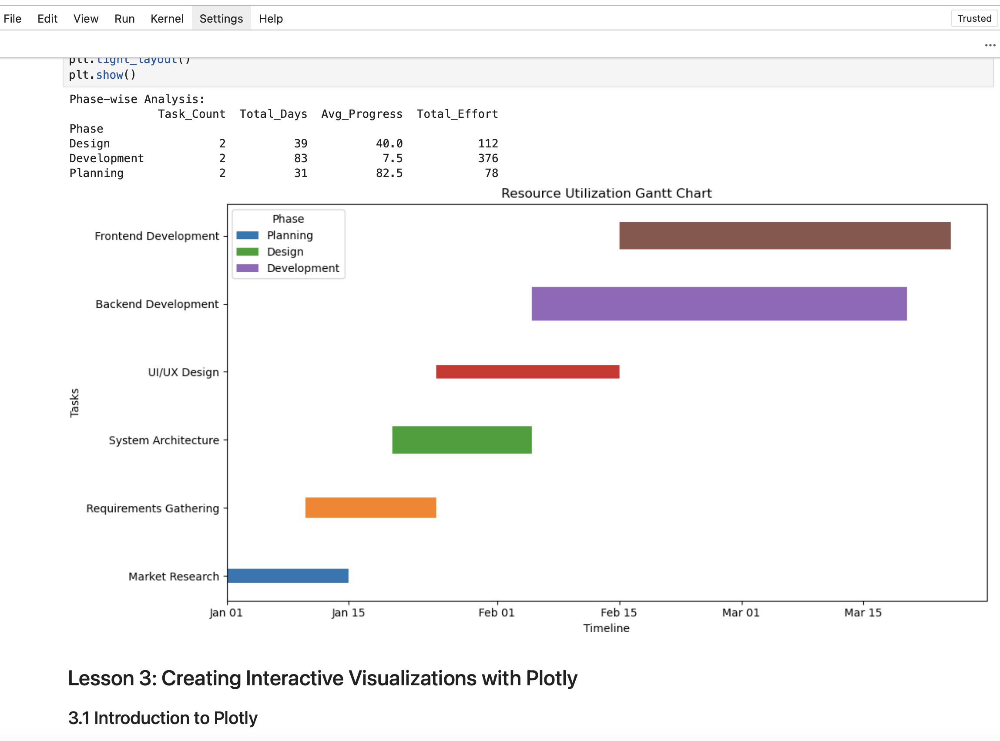 File Edit View Run Kernel Settings Help Trusted
plt.tight_layout()
plt.show()
Phase-wise Analysis:
Task_Count Total_Days Avg_Progress Total_Effort
Phase
Design 2 39 40.0 112
Development 2 83 7.5 376
Planning 2 31 82.5 78
Resource Utilization Gantt Chart
Phase
Planning
Design
Development
Frontend Development
Backend Development
UI/UX Design
System Architecture
Requirements Gathering
Market Research
Tasks
Jan 01 Jan 15 Feb 01 Feb 15 Mar 01 Mar 15
Timeline
Lesson 3: Creating Interactive Visualizations with Plotly
3.1 Introduction to Plotly